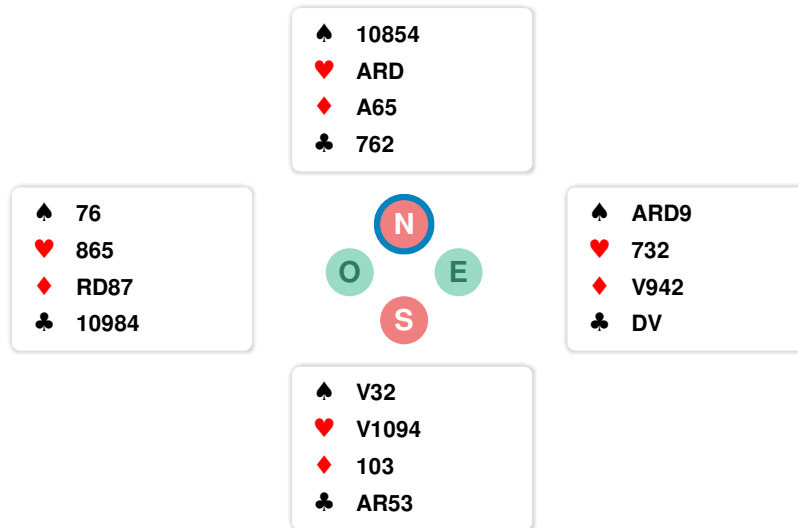 ♠ 10854
♥ ARD
♦ A65
♣ 762
♠ 76
♥ 865
♦ RD87
♣ 10984
N
O E
S
♠ ARD9
♥ 732
♦ V942
♣ DV
♠ V32
♥ V1094
♦ 103
♣ AR53